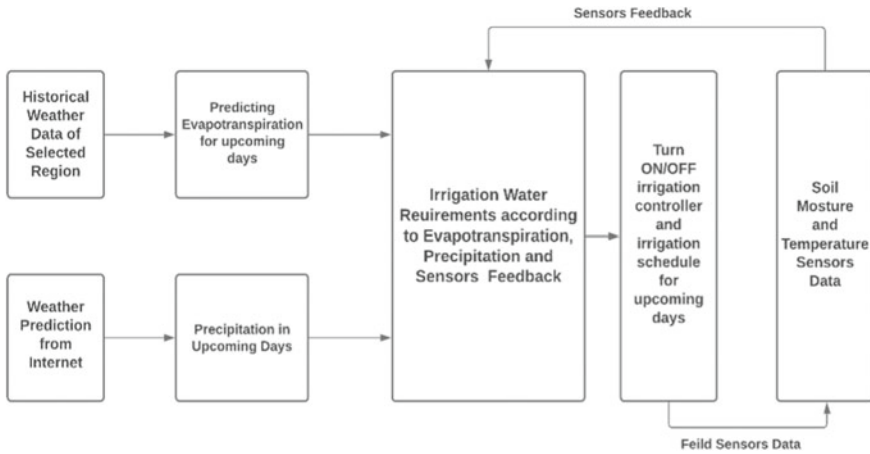 Sensors Feedback
Historical
Weather
Data of
Selected
Region
Predicting
Evapotranspiration
for upcoming
days
Irrigation Water
Reuirements according
to Evapotranspiration,
Precipitation and
Sensors Feedback
Turn
ON/OFF
irrigation
controller
and
irrigation
schedule
for
upcoming
days
Soil
Mosture
and
Temperature
Sensors
Data
Weather
Prediction
from
Internet
Precipitation in
Upcoming Days
Feild Sensors Data